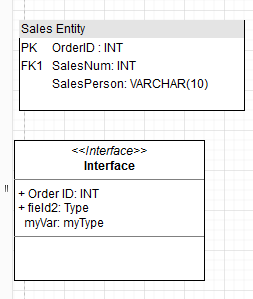 Sales Entity
PK OrderID : INT
FK1 SalesNum: INT
SalesPerson: VARCHAR(10)
<<Interface>>
Interface
+ Order ID: INT
+ field2: Type
myVar: myType